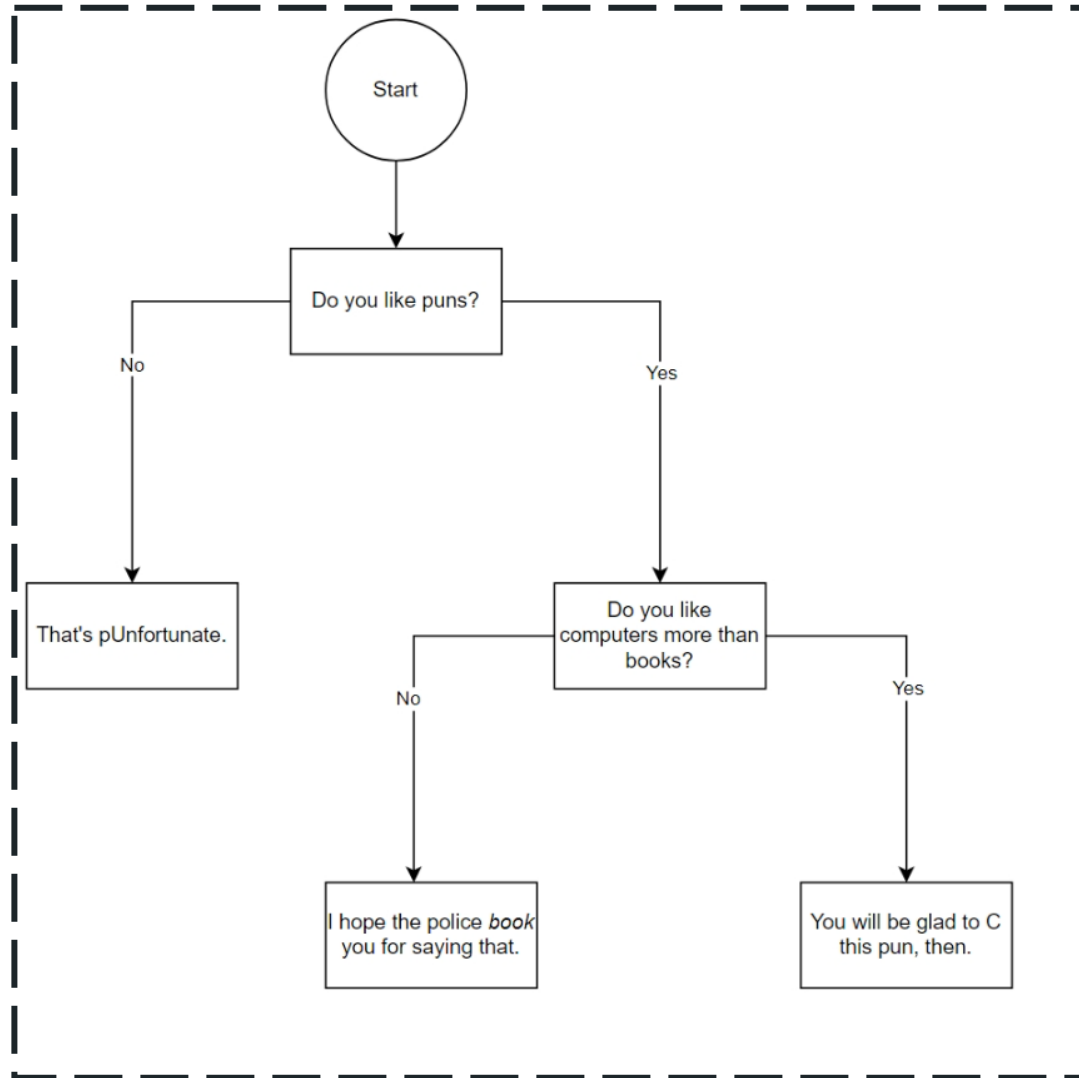 Start
Do you like puns?
No
Yes
That's pUnfortunate.
Do you like
computers more than
books?
No
Yes
I hope the police book
you for saying that.
You will be glad to C
this pun, then.